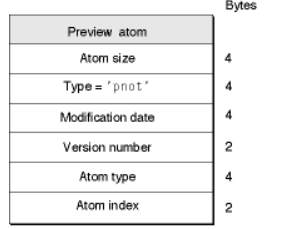 Bytes
Preview atom
Atom size 4
Type = 'pnot' 4
Modification date 4
Version number 2
Atom type 4
Atom index 2